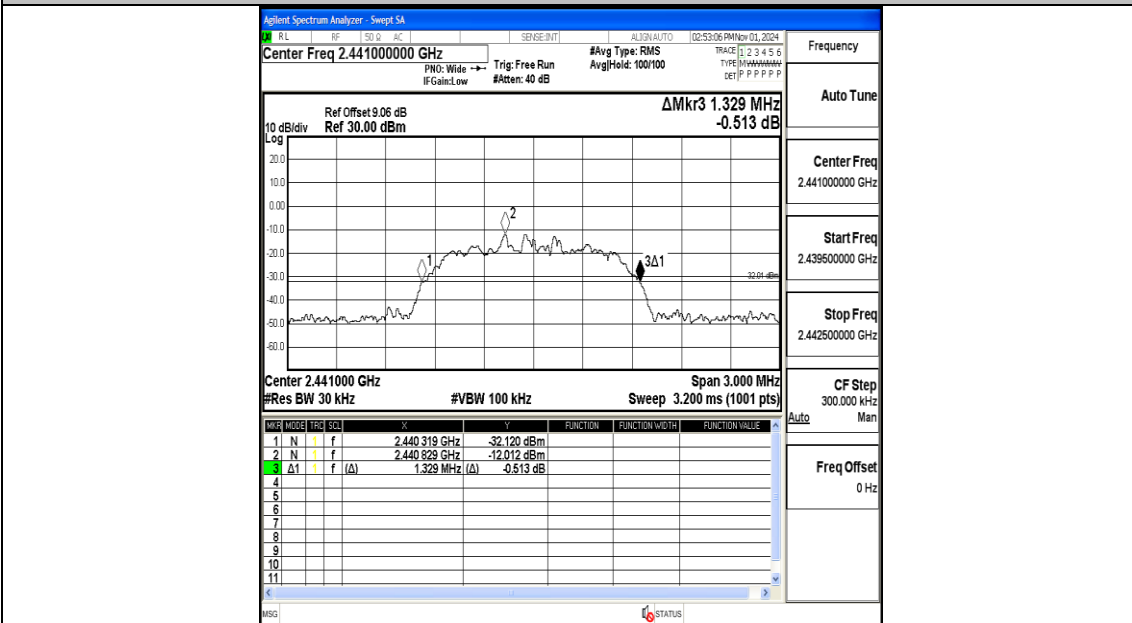 Agilent Spectrum Analyzer - Swept SA
RL RF 50 Ω AC SENSE:INT ALIGN AUTO 02:53:06 PM Nov 01, 2024
Center Freq 2.441000000 GHz
PNO: Wide
IFGain:Low
Trig: Free Run
#Atten: 40 dB
#Avg Type: RMS
Avg|Hold: 100/100
TRACE 1 2 3 4 5 6
TYPE MWWWWW
DET P P P P P P
Frequency
Auto Tune
Center Freq
2.441000000 GHz
Start Freq
2.439500000 GHz
Stop Freq
2.442500000 GHz
CF Step
300.000 kHz
Auto Man
Freq Offset
0 Hz
ΔMkr3 1.329 MHz
-0.513 dB
Ref Offset 9.06 dB
10 dB/div Ref 30.00 dBm
Log
20.0
10.0
0.00
-10.0
-20.0
-30.0
-40.0
-50.0
-60.0
1
2
3Δ1
32.01 dBm
Center 2.441000 GHz Span 3.000 MHz
#Res BW 30 kHz #VBW 100 kHz Sweep 3.200 ms (1001 pts)
MKR MODE TRC SCL X Y FUNCTION FUNCTION WIDTH FUNCTION VALUE
1 N 1 f 2.440 319 GHz -32.120 dBm
2 N 1 f 2.440 829 GHz -12.012 dBm
3 Δ1 1 f (Δ) 1.329 MHz (Δ) -0.513 dB
4
5
6
7
8
9
10
11
MSG STATUS